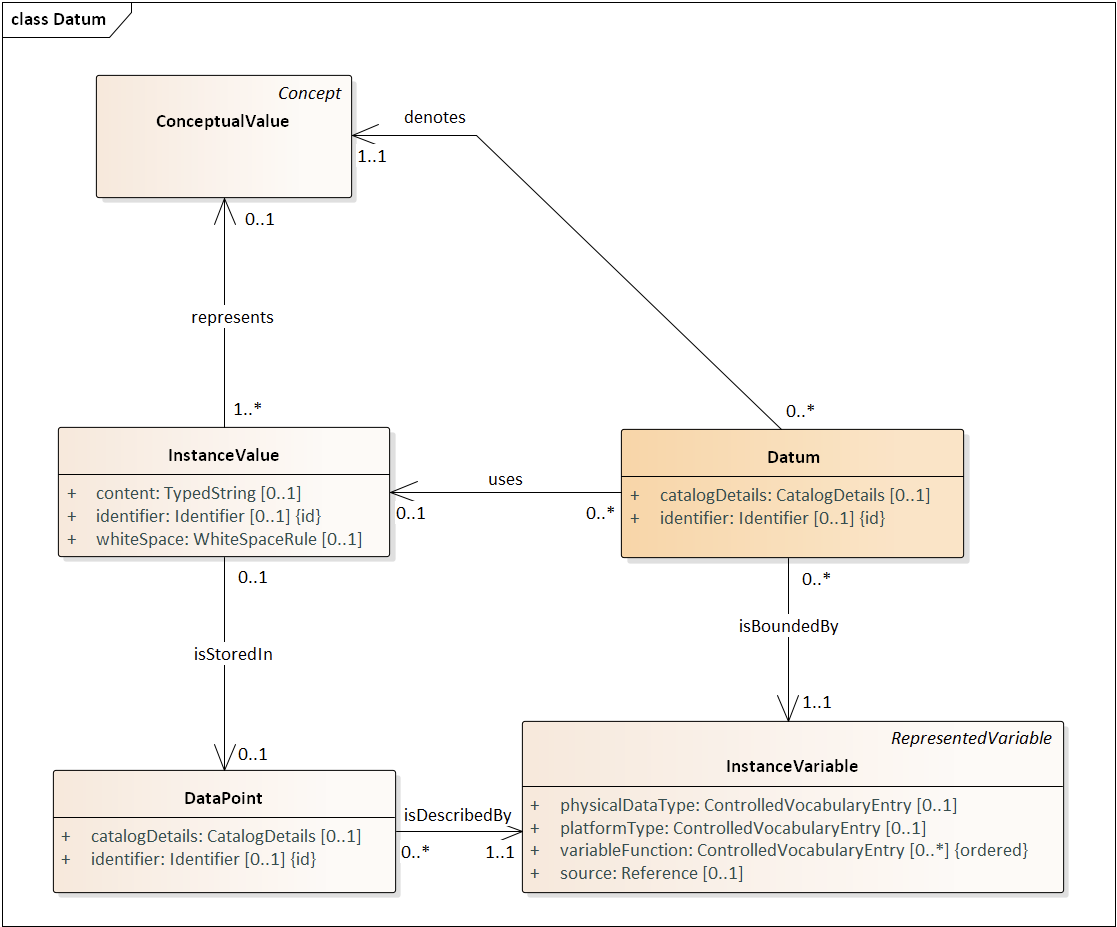 class Datum
Concept
ConceptualValue
denotes
1..1
0..1
represents
1..*
0..*
InstanceValue
+ content: TypedString [0..1]
+ identifier: Identifier [0..1] {id}
+ whiteSpace: WhiteSpaceRule [0..1]
uses
0..1
0..*
Datum
+ catalogDetails: CatalogDetails [0..1]
+ identifier: Identifier [0..1] {id}
0..1
0..*
isStoredIn
isBoundedBy
0..1
1..1
DataPoint
+ catalogDetails: CatalogDetails [0..1]
+ identifier: Identifier [0..1] {id}
isDescribedBy
0..*
1..1
RepresentedVariable
InstanceVariable
+ physicalDataType: ControlledVocabularyEntry [0..1]
+ platformType: ControlledVocabularyEntry [0..1]
+ variableFunction: ControlledVocabularyEntry [0..*] {ordered}
+ source: Reference [0..1]